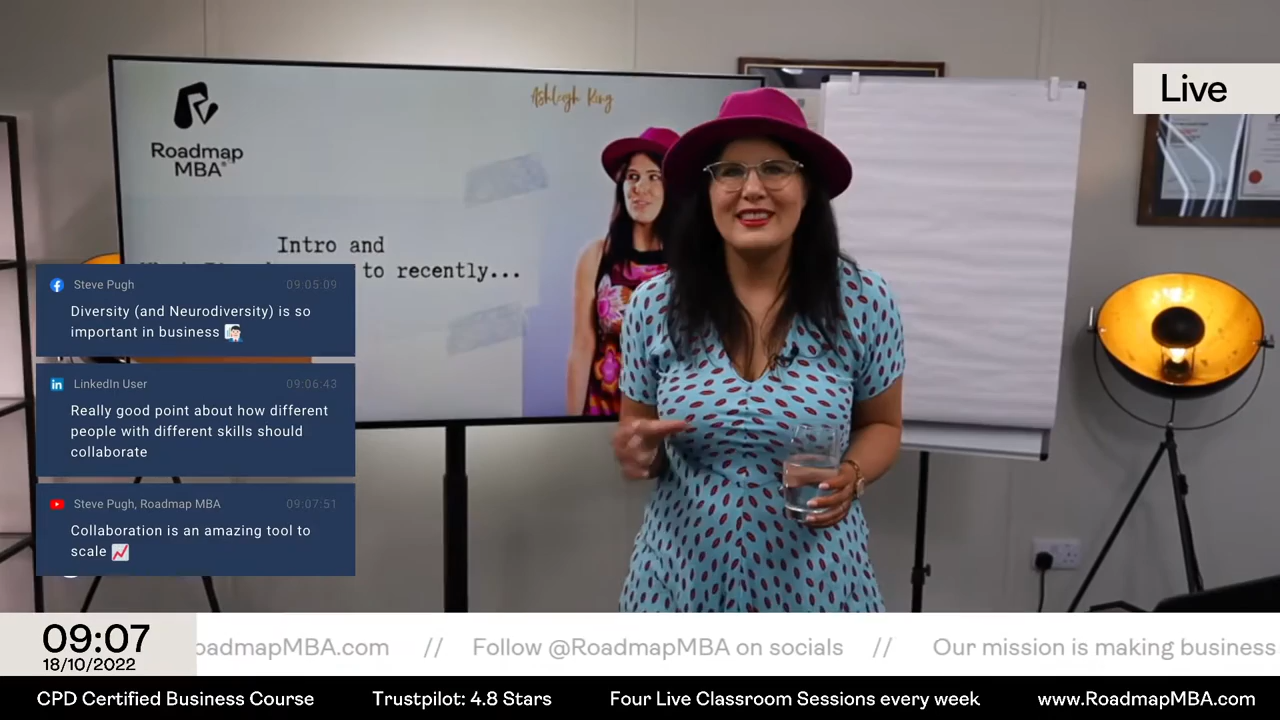 Live
Ashleigh King
Roadmap
MBA
Intro and
to recently...
Steve Pugh 09:05:09
Diversity (and Neurodiversity) is so
important in business
LinkedIn User 09:06:43
Really good point about how different
people with different skills should
collaborate
Steve Pugh, Roadmap MBA 09:07:51
Collaboration is an amazing tool to
scale
09:07
18/10/2022
oadmapMBA.com // Follow @RoadmapMBA on socials // Our mission is making business
CPD Certified Business Course Trustpilot: 4.8 Stars Four Live Classroom Sessions every week www.RoadmapMBA.com